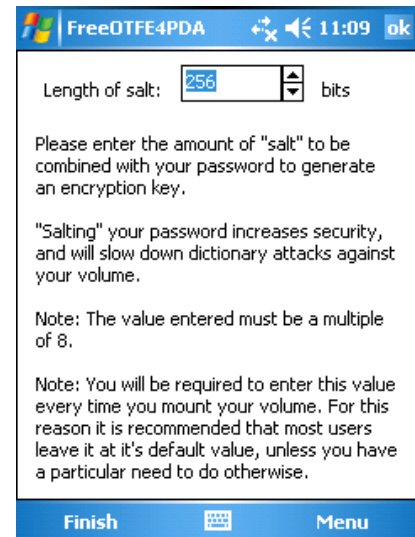 FreeOTFE4PDA 11:09 ok
Length of salt: 256 bits
Please enter the amount of "salt" to be
combined with your password to generate
an encryption key.
"Salting" your password increases security,
and will slow down dictionary attacks against
your volume.
Note: The value entered must be a multiple
of 8.
Note: You will be required to enter this value
every time you mount your volume. For this
reason it is recommended that most users
leave it at it's default value, unless you have
a particular need to do otherwise.
Finish Menu